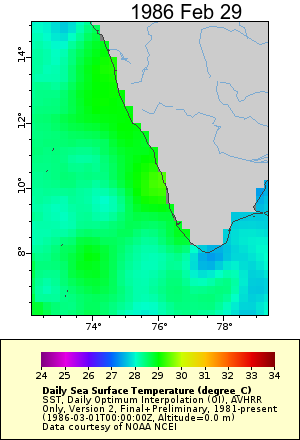 1986 Feb 29
14°
12°
10°
8°
74° 76° 78°
24 25 26 27 28 29 30 31 32 33 34
Daily Sea Surface Temperature (degree_C)
SST, Daily Optimum Interpolation (OI), AVHRR
Only, Version 2, Final+Preliminary, 1981-present
(1986-03-01T00:00:00Z, Altitude=0.0 m)
Data courtesy of NOAA NCEI